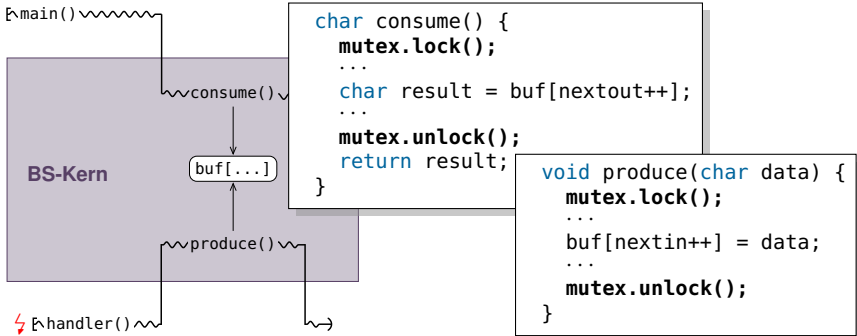 main()
consume()
BS-Kern
buf[...]
produce()
handler()
char consume() {
mutex.lock();
...
char result = buf[nextout++];
...
mutex.unlock();
return result;
}
void produce(char data) {
mutex.lock();
...
buf[nextin++] = data;
...
mutex.unlock();
}